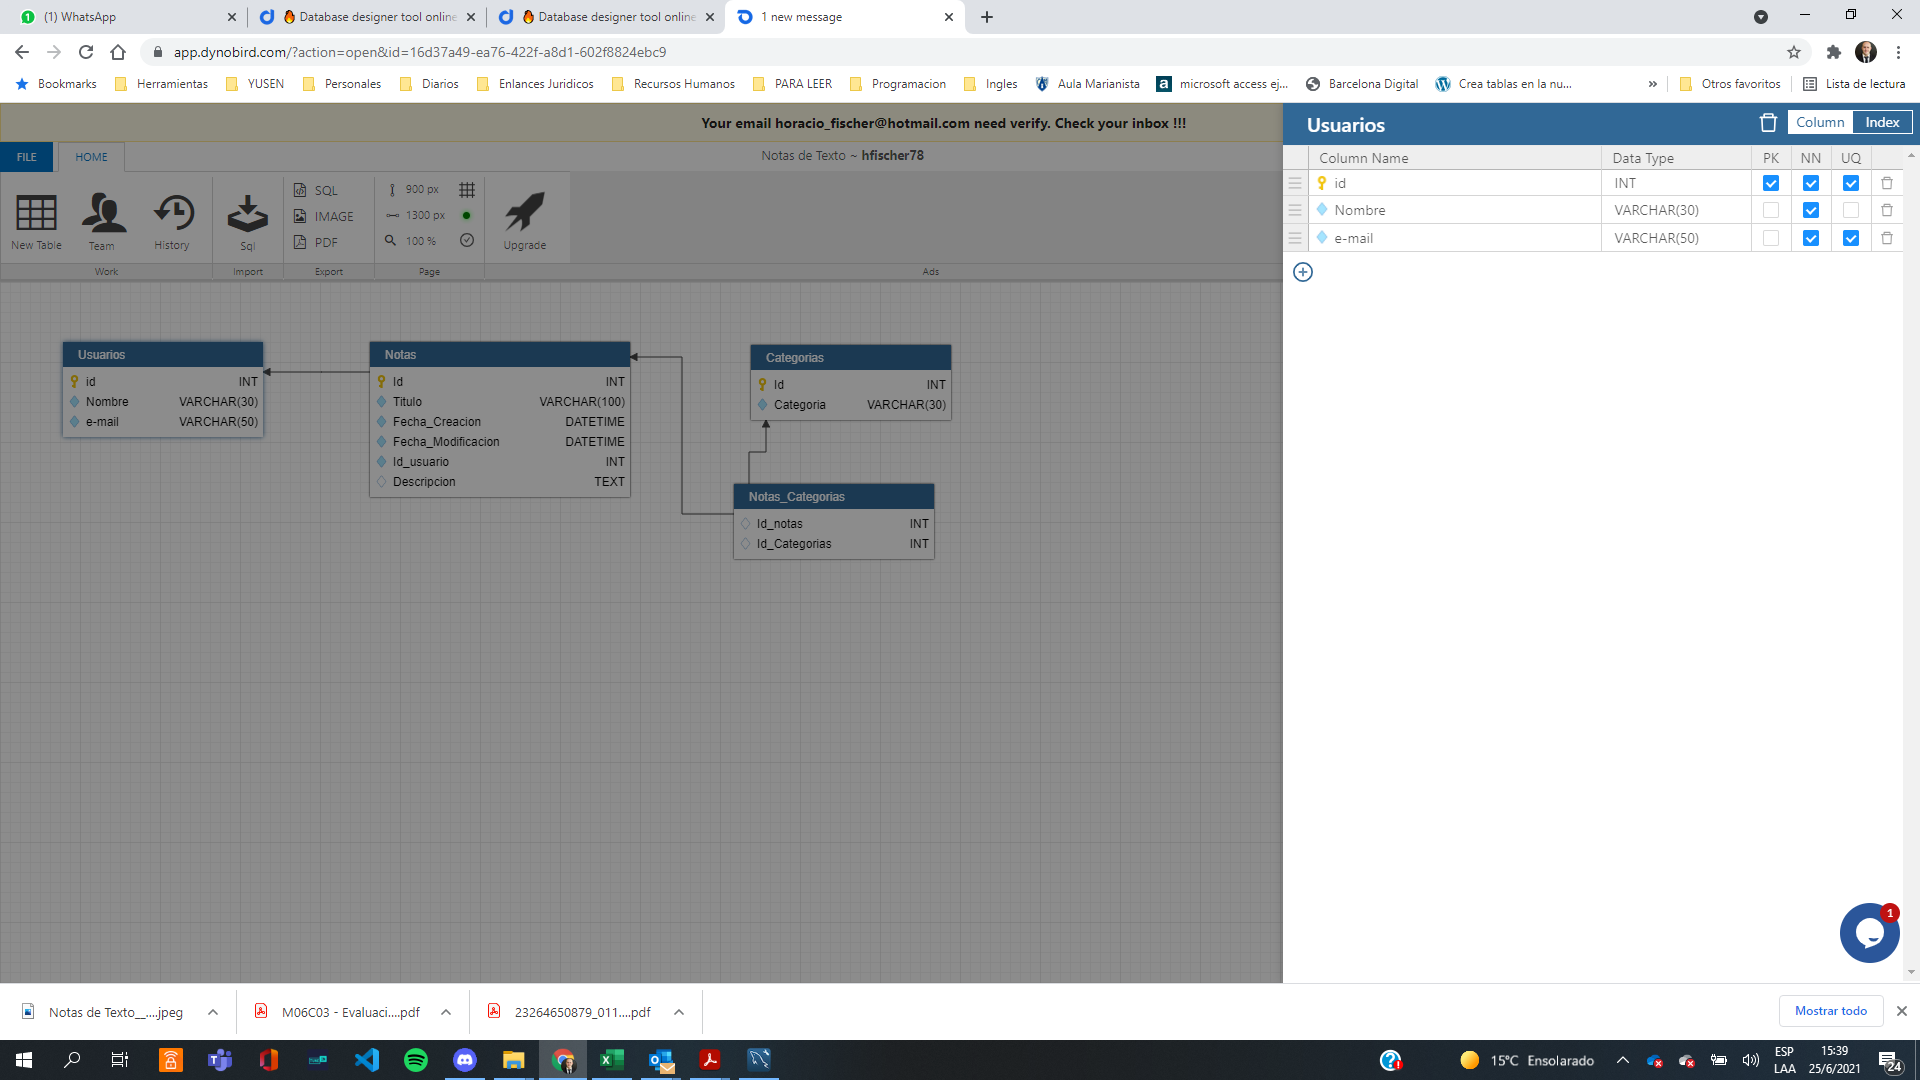 (1) WhatsApp
Database designer tool online
Database designer tool online
1 new message
app.dynobird.com/?action=open&id=16d37a49-ea76-422f-a8d1-602f8824ebc9
Bookmarks Herramientas YUSEN Personales Diarios Enlances Juridicos Recursos Humanos PARA LEER Programacion Ingles Aula Marianista microsoft access ej... Barcelona Digital Crea tablas en la nu... » Otros favoritos Lista de lectura
Your email horacio_fischer@hotmail.com need verify. Check your inbox !!!
FILE HOME
Notas de Texto ~ hfischer78
New Table Team History
Work
Sql
Import
SQL
IMAGE
PDF
Export
900 px
1300 px
100 %
Page
Upgrade
Ads
Usuarios
id INT
Nombre VARCHAR(30)
e-mail VARCHAR(50)
Notas
Id INT
Titulo VARCHAR(100)
Fecha_Creacion DATETIME
Fecha_Modificacion DATETIME
Id_usuario INT
Descripcion TEXT
Categorias
Id INT
Categoria VARCHAR(30)
Notas_Categorias
Id_notas INT
Id_Categorias INT
Usuarios Column Index
Column Name Data Type PK NN UQ
id INT
Nombre VARCHAR(30)
e-mail VARCHAR(50)
1
Notas de Texto__....jpeg M06C03 - Evaluaci....pdf 23264650879_011....pdf Mostrar todo
15°C Ensolarado
ESP
LAA
15:39
25/6/2021
24